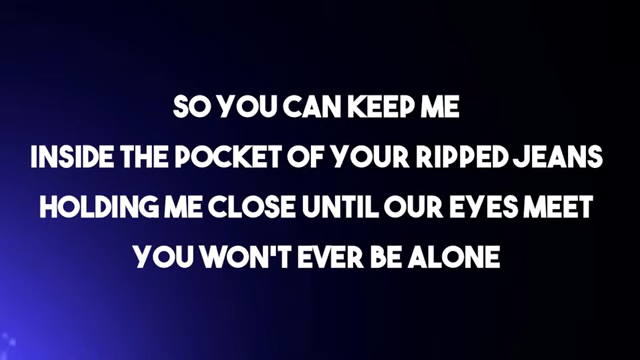 SO YOU CAN KEEP ME
INSIDE THE POCKET OF YOUR RIPPED JEANS
HOLDING ME CLOSE UNTIL OUR EYES MEET
YOU WON'T EVER BE ALONE